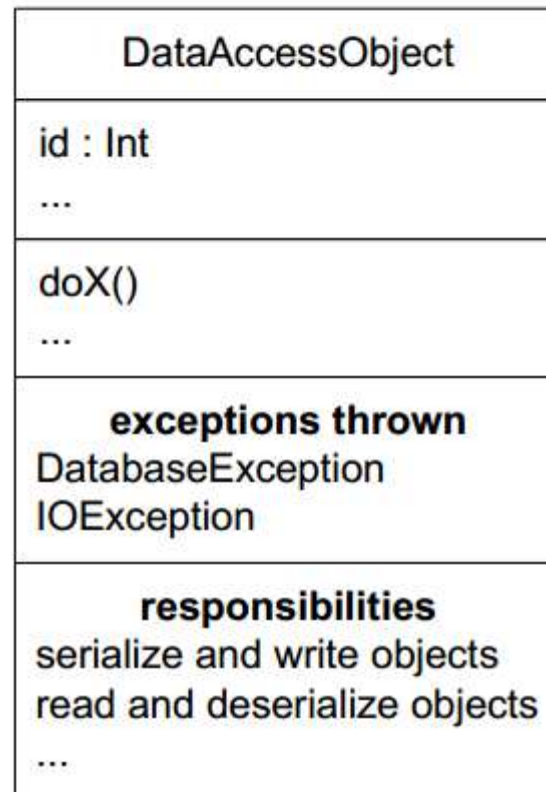 DataAccessObject
id : Int
...
doX()
...
exceptions thrown
DatabaseException
IOException
responsibilities
serialize and write objects
read and deserialize objects
...